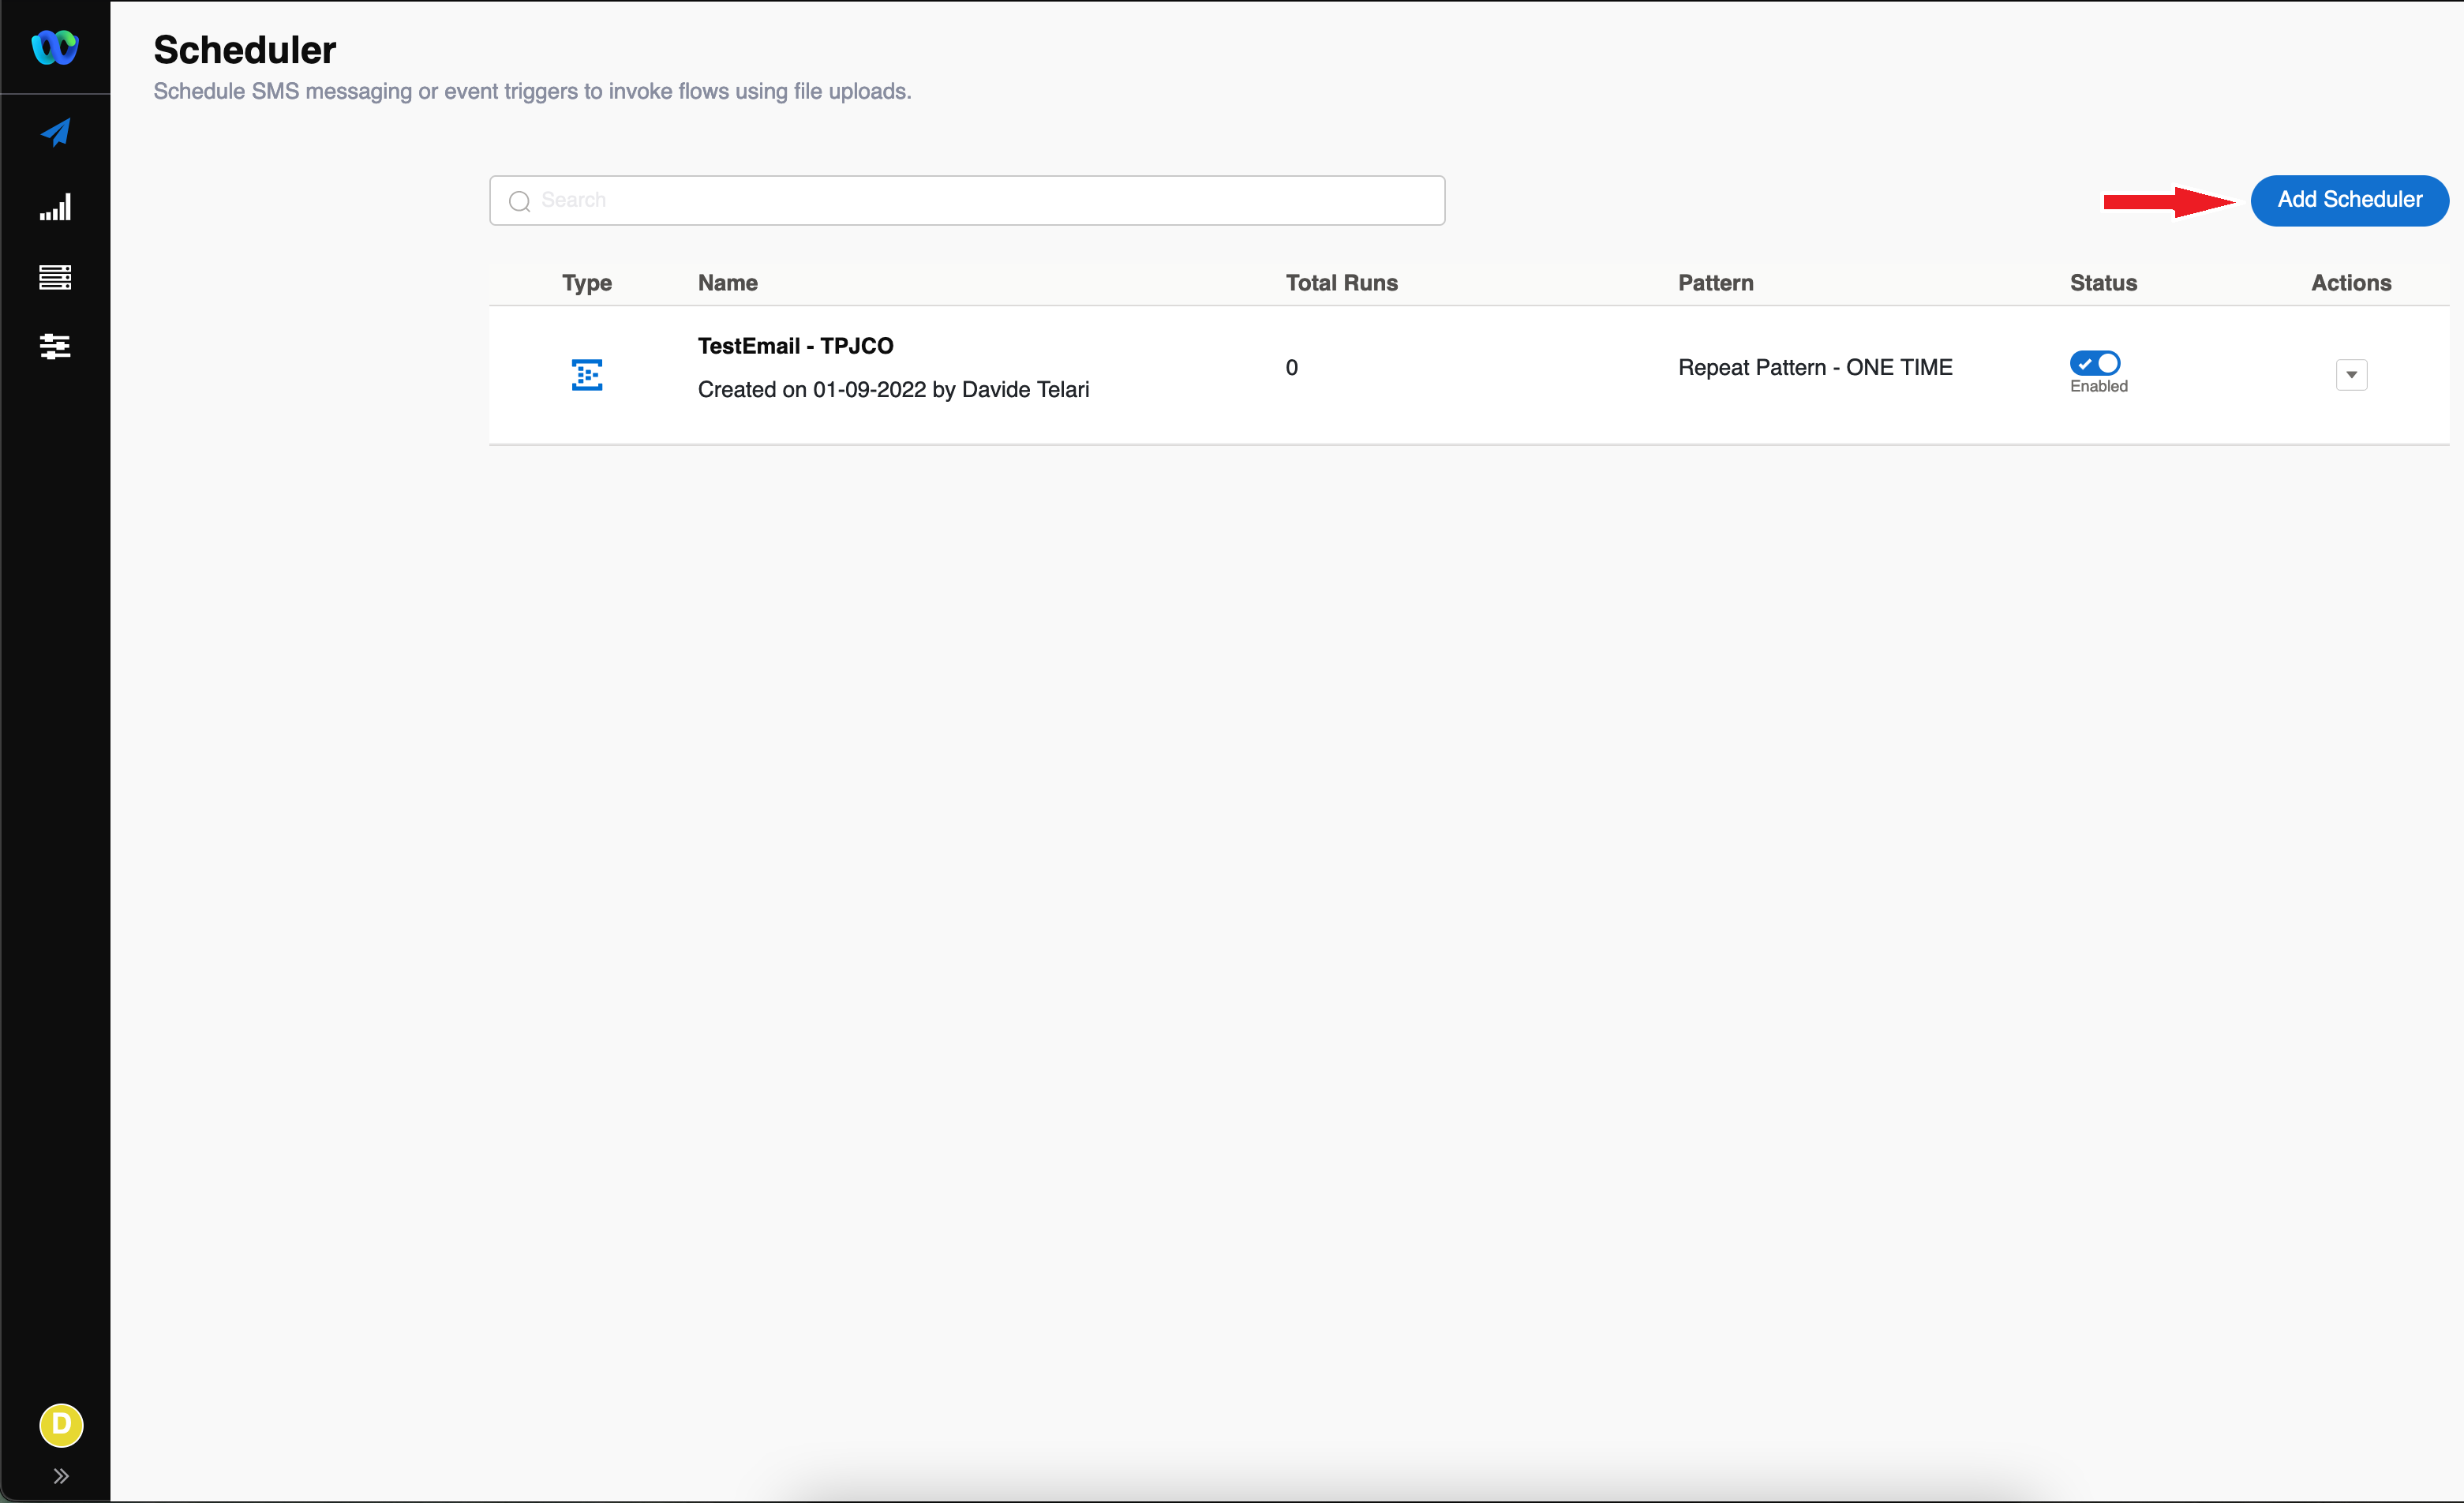 Scheduler
Schedule SMS messaging or event triggers to invoke flows using file uploads.
Search
Add Scheduler
Type Name Total Runs Pattern Status Actions
TestEmail - TPJCO
Created on 01-09-2022 by Davide Telari
0
Repeat Pattern - ONE TIME
Enabled
D